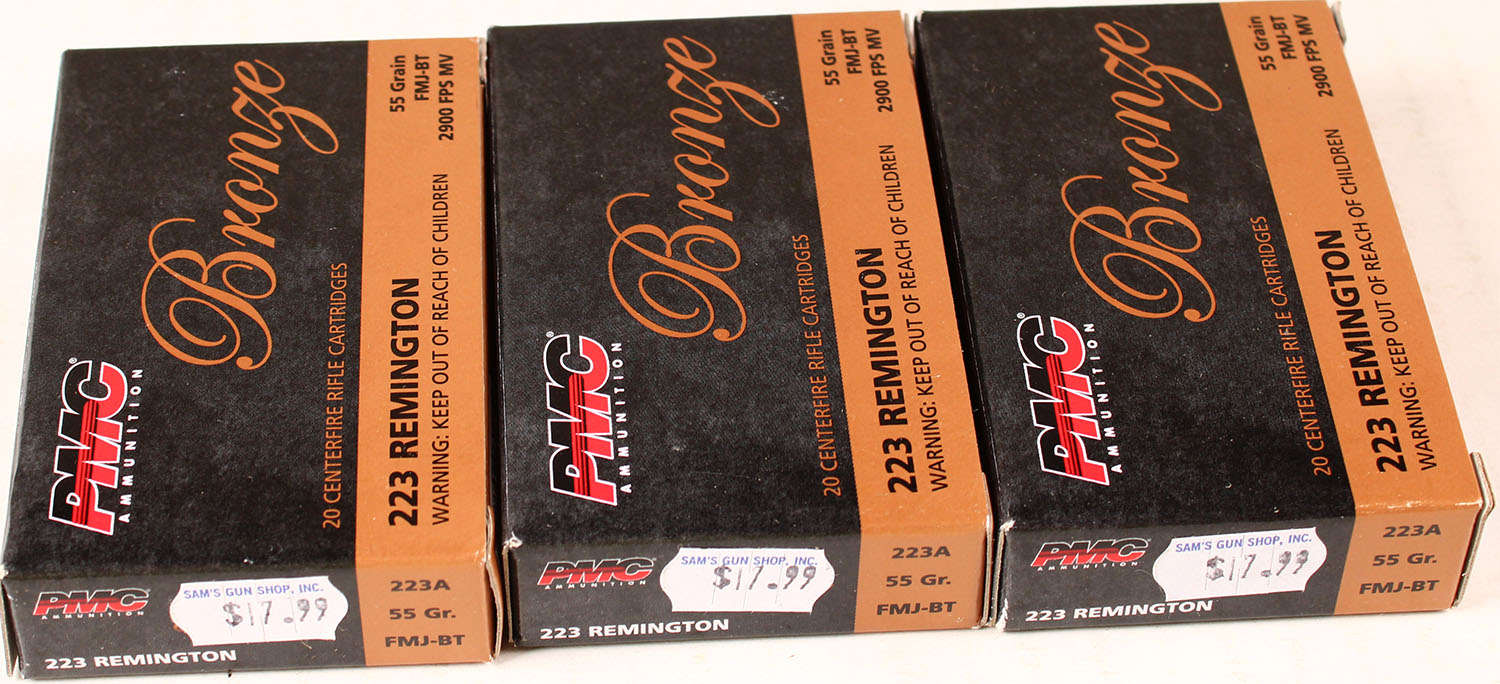 PMC®
AMMUNITION
Bronze
20 CENTERFIRE RIFLE CARTRIDGES
223 REMINGTON
WARNING: KEEP OUT OF REACH OF CHILDREN
55 Grain
FMJ-BT
2900 FPS MV
PMC
AMMUNITION
223 REMINGTON
SAM'S GUN SHOP, INC.
$17.99
223A
55 Gr.
FMJ-BT
PMC®
AMMUNITION
Bronze
20 CENTERFIRE RIFLE CARTRIDGES
223 REMINGTON
WARNING: KEEP OUT OF REACH OF CHILDREN
55 Grain
FMJ-BT
2900 FPS MV
PMC
AMMUNITION
223 REMINGTON
SAM'S GUN SHOP, INC.
$17.99
223A
55 Gr.
FMJ-BT
PMC®
AMMUNITION
Bronze
20 CENTERFIRE RIFLE CARTRIDGES
223 REMINGTON
WARNING: KEEP OUT OF REACH OF CHILDREN
55 Grain
FMJ-BT
2900 FPS MV
PMC
AMMUNITION
223 REMINGTON
SAM'S GUN SHOP, INC.
$17.99
223A
55 Gr.
FMJ-BT